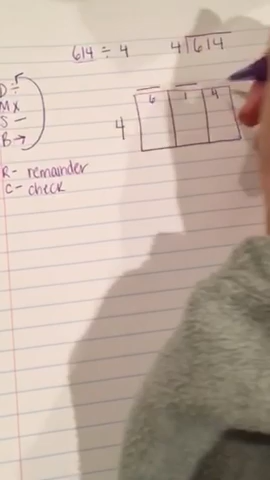 614 ÷ 4
4 614
D ÷
M x
S −
B →
6 1 4
4
R- remainder
C- check